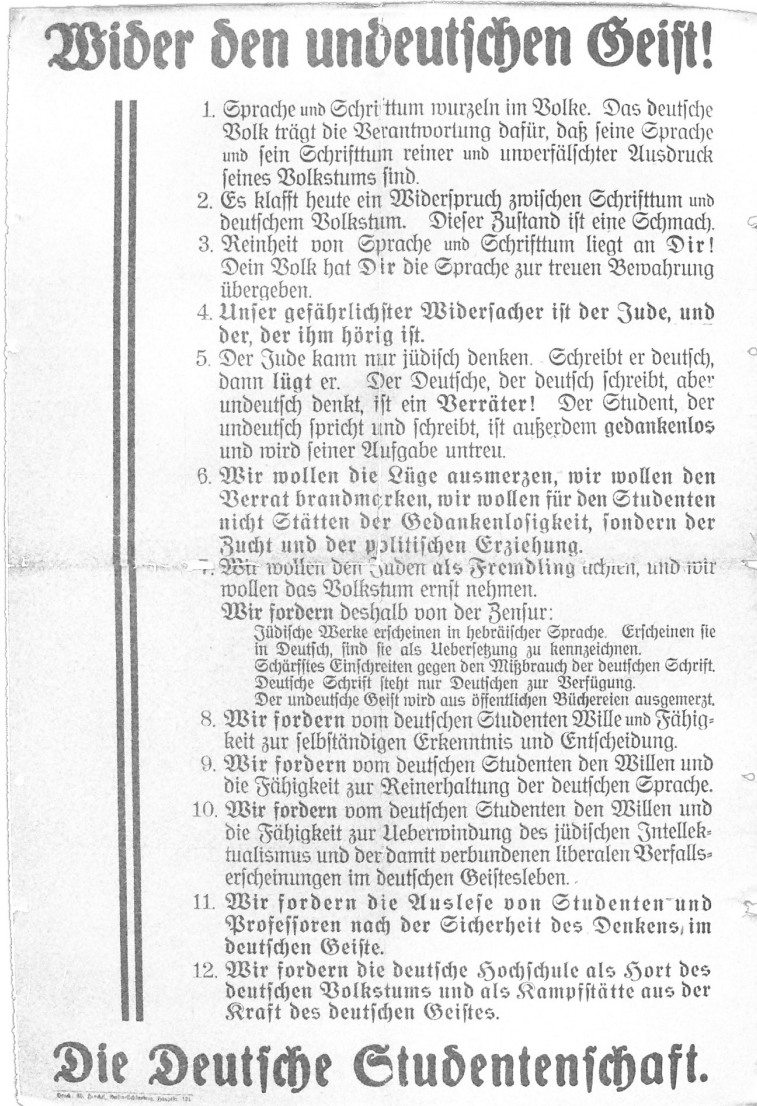 Wider den undeutschen Geist!
1. Sprache und Schrifttum wurzeln im Volke. Das deutsche
Volk trägt die Verantwortung dafür, daß seine Sprache
und sein Schrifttum reiner und unverfälschter Ausdruck
seines Volkstums sind.
2. Es klafft heute ein Widerspruch zwischen Schrifttum und
deutschem Volkstum. Dieser Zustand ist eine Schmach.
3. Reinheit von Sprache und Schrifttum liegt an Dir!
Dein Volk hat Dir die Sprache zur treuen Bewahrung
übergeben.
4. Unser gefährlichster Widersacher ist der Jude, und
der, der ihm hörig ist.
5. Der Jude kann nur jüdisch denken. Schreibt er deutsch,
dann lügt er. Der Deutsche, der deutsch schreibt, aber
undeutsch denkt, ist ein Verräter! Der Student, der
undeutsch spricht und schreibt, ist außerdem gedankenlos
und wird seiner Aufgabe untreu.
6. Wir wollen die Lüge ausmerzen, wir wollen den
Verrat brandmarken, wir wollen für den Studenten
nicht Stätten der Gedankenlosigkeit, sondern der
Zucht und der politischen Erziehung.
7. Wir wollen den Juden als Fremdling achten, und wir
wollen das Volkstum ernst nehmen.
Wir fordern deshalb von der Zensur:
Jüdische Werke erscheinen in hebräischer Sprache. Erscheinen sie
in Deutsch, sind sie als Uebersetzung zu kennzeichnen.
Schärfstes Einschreiten gegen den Mißbrauch der deutschen Schrift.
Deutsche Schrift steht nur Deutschen zur Verfügung.
Der undeutsche Geist wird aus öffentlichen Büchereien ausgemerzt.
8. Wir fordern vom deutschen Studenten Wille und Fähig-
keit zur selbständigen Erkenntnis und Entscheidung.
9. Wir fordern vom deutschen Studenten den Willen und
die Fähigkeit zur Reinerhaltung der deutschen Sprache.
10. Wir fordern vom deutschen Studenten den Willen und
die Fähigkeit zur Ueberwindung des jüdischen Intellek-
tualismus und der damit verbundenen liberalen Verfalls-
erscheinungen im deutschen Geistesleben.
11. Wir fordern die Auslese von Studenten und
Professoren nach der Sicherheit des Denkens im
deutschen Geiste.
12. Wir fordern die deutsche Hochschule als Hort des
deutschen Volkstums und als Kampfstätte aus der
Kraft des deutschen Geistes.
Die Deutsche Studentenschaft.